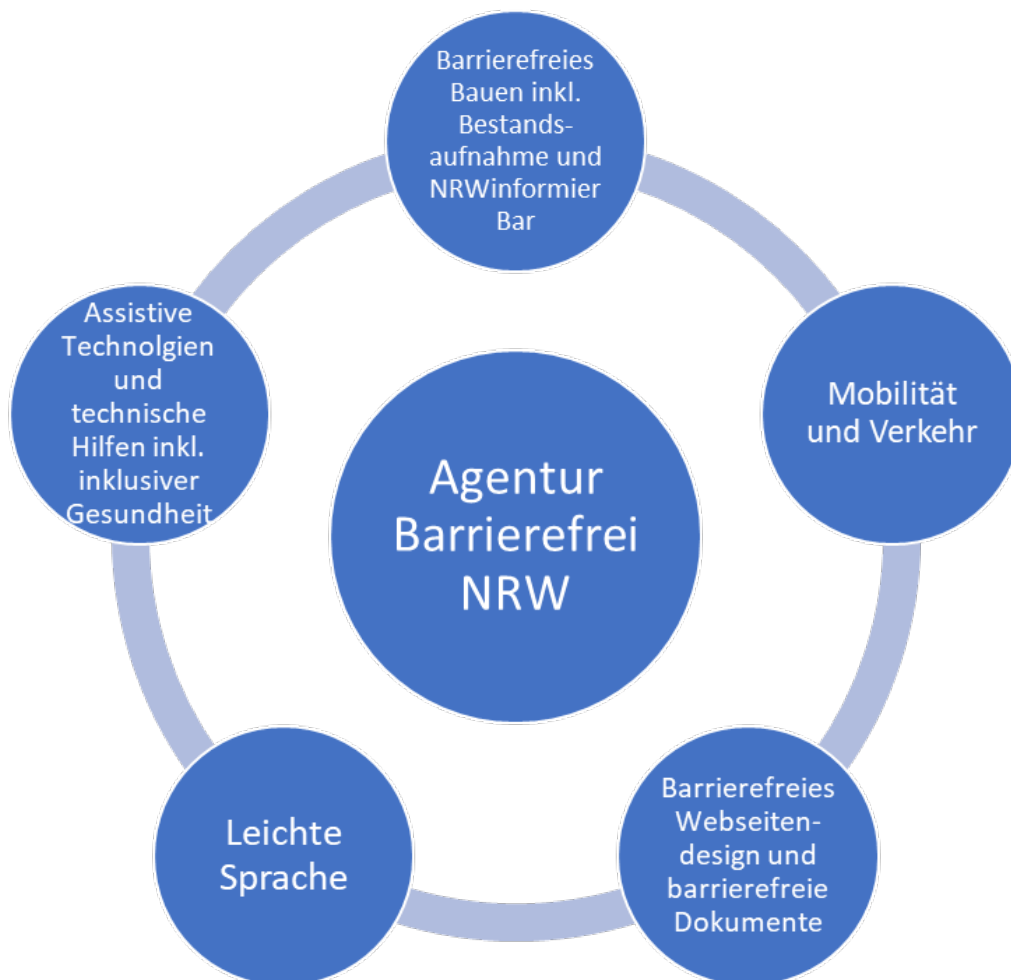 Barrierefreies
Bauen inkl.
Bestands-
aufnahme und
NRWinformier
Bar
Mobilität
und Verkehr
Barrierefreies
Webseiten-
design und
barrierefreie
Dokumente
Leichte
Sprache
Assistive
Technolgien
und
technische
Hilfen inkl.
inklusiver
Gesundheit
Agentur
Barrierefrei
NRW